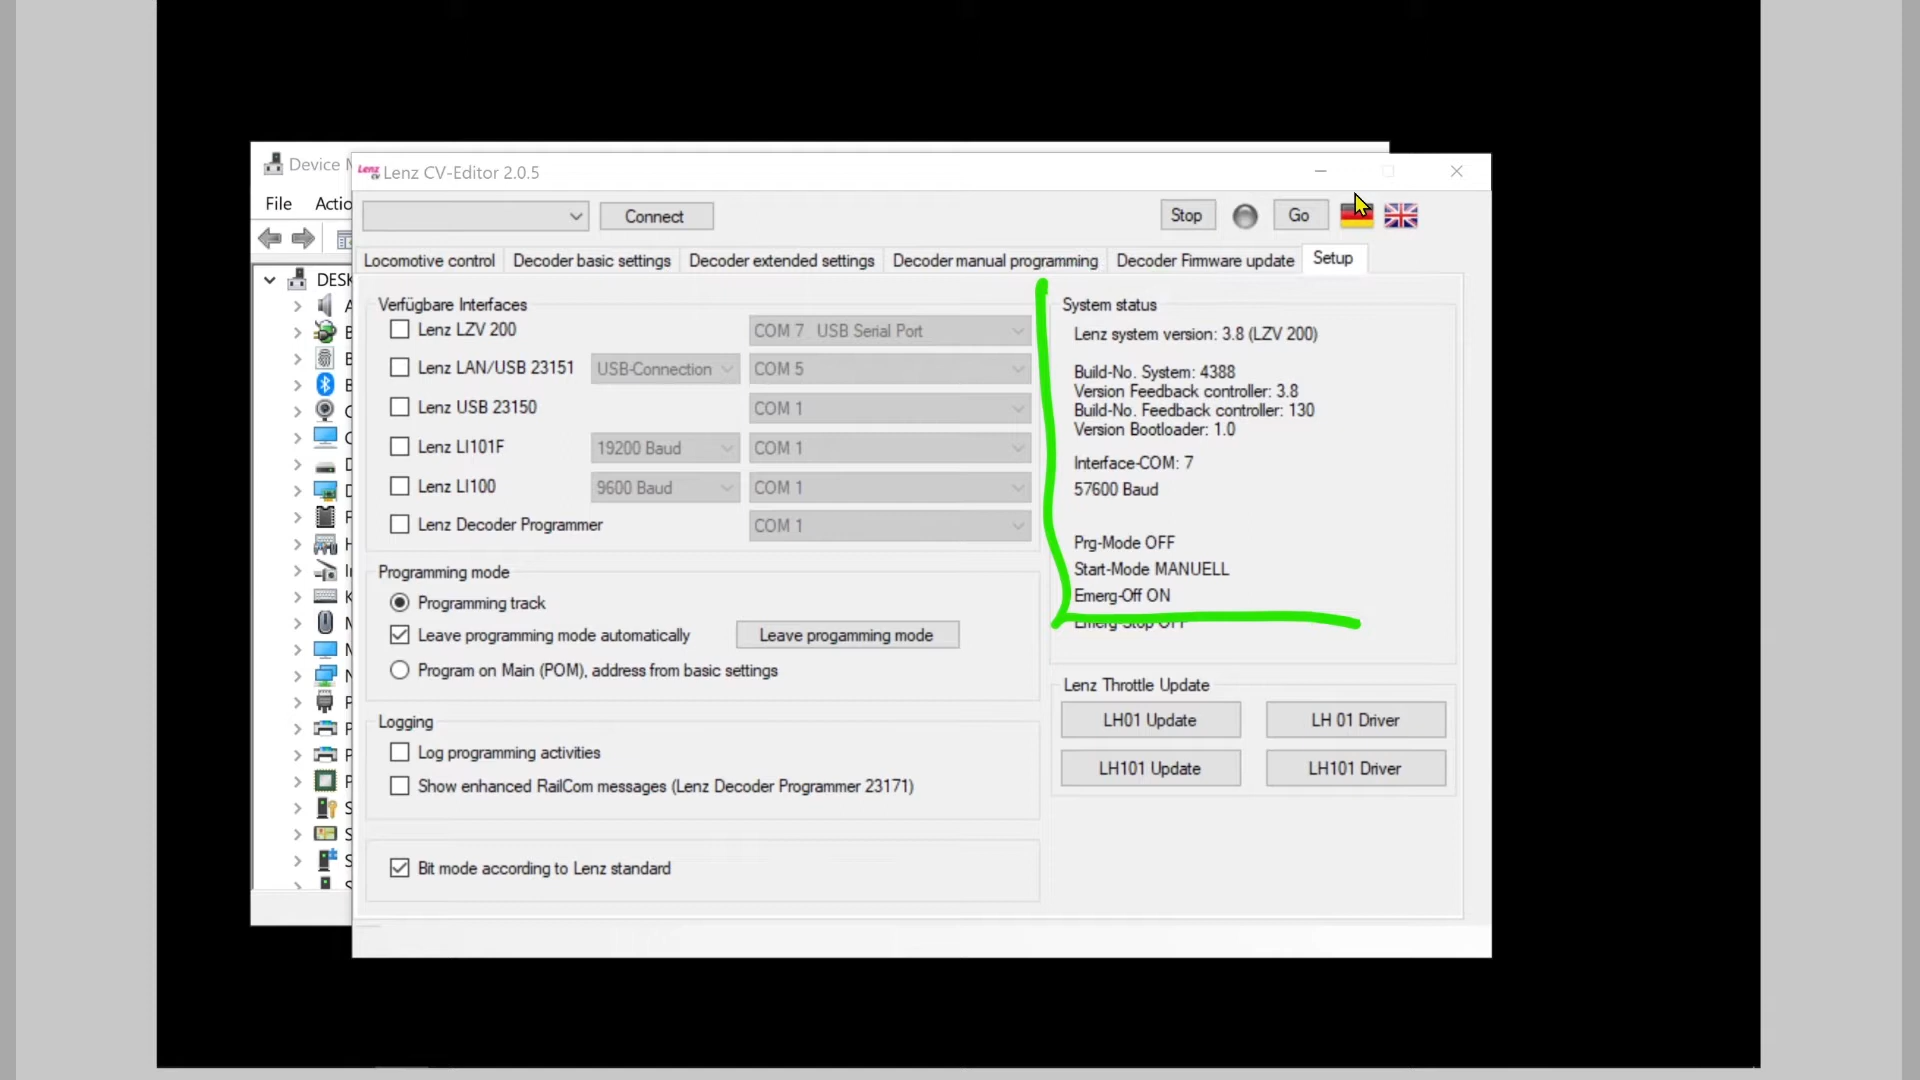 Device M
Lenz CV
Lenz CV-Editor 2.0.5
File Actio
Connect
Stop
Go
Locomotive control
Decoder basic settings
Decoder extended settings
Decoder manual programming
Decoder Firmware update
Setup
DESK
Verfügbare Interfaces
Lenz LZV 200
COM 7 USB Serial Port
Lenz LAN/USB 23151
USB-Connection
COM 5
Lenz USB 23150
COM 1
Lenz LI101F
19200 Baud
COM 1
Lenz LI100
9600 Baud
COM 1
Lenz Decoder Programmer
COM 1
Programming mode
Programming track
Leave programming mode automatically
Leave progamming mode
Program on Main (POM), address from basic settings
Logging
Log programming activities
Show enhanced RailCom messages (Lenz Decoder Programmer 23171)
Bit mode according to Lenz standard
System status
Lenz system version: 3.8 (LZV 200)
Build-No. System: 4388
Version Feedback controller: 3.8
Build-No. Feedback controller: 130
Version Bootloader: 1.0
Interface-COM: 7
57600 Baud
Prg-Mode OFF
Start-Mode MANUELL
Emerg-Off ON
Emerg-Stop OFF
Lenz Throttle Update
LH01 Update
LH 01 Driver
LH101 Update
LH101 Driver